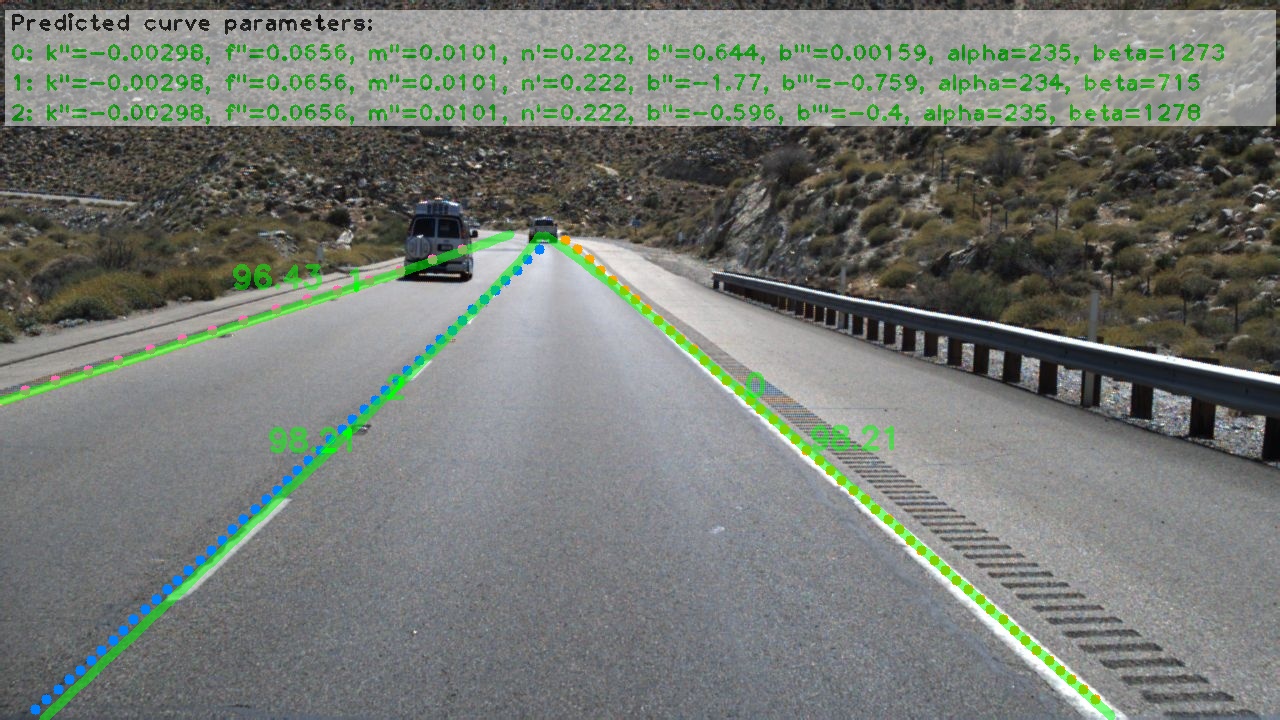 Predicted curve parameters:
0: k''=-0.00298, f''=0.0656, m''=0.0101, n'=0.222, b''=0.644, b'''=0.00159, alpha=235, beta=1273
1: k''=-0.00298, f''=0.0656, m''=0.0101, n'=0.222, b''=-1.77, b'''=-0.759, alpha=234, beta=715
2: k''=-0.00298, f''=0.0656, m''=0.0101, n'=0.222, b''=-0.596, b'''=-0.4, alpha=235, beta=1278
96.43 1
2 0
98.21 98.21